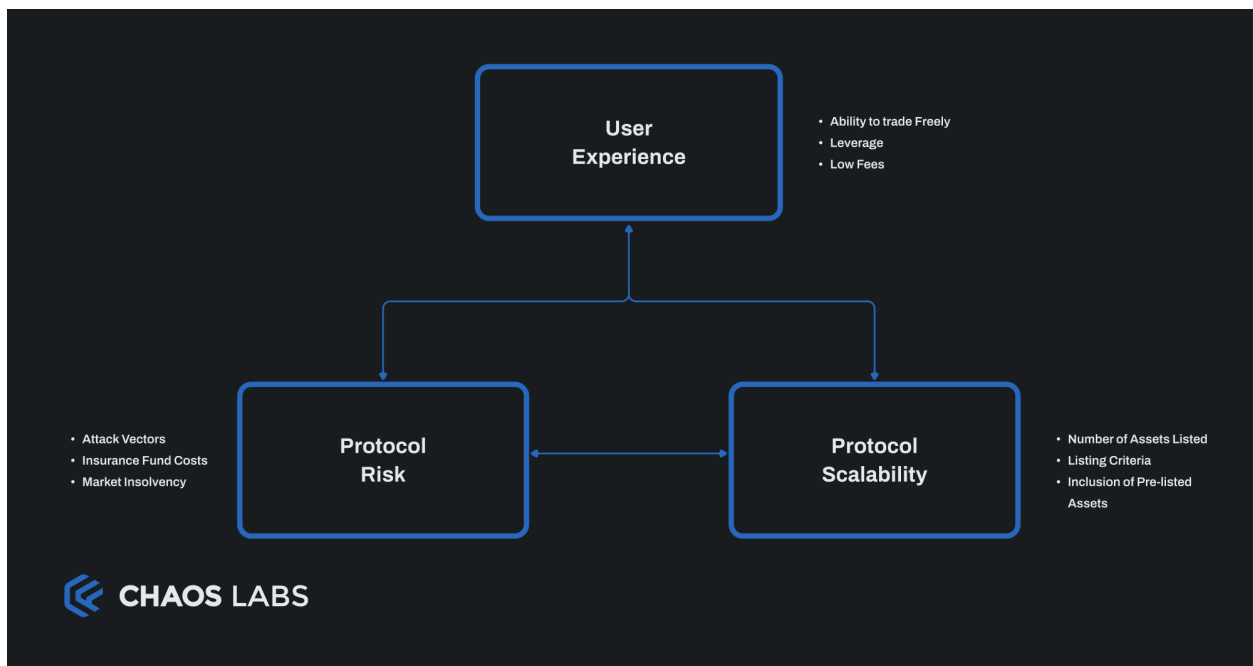 User
Experience
• Ability to trade Freely
• Leverage
• Low Fees
Protocol
Risk
• Attack Vectors
• Insurance Fund Costs
• Market Insolvency
Protocol
Scalability
• Number of Assets Listed
• Listing Criteria
• Inclusion of Pre-listed
Assets
CHAOS LABS